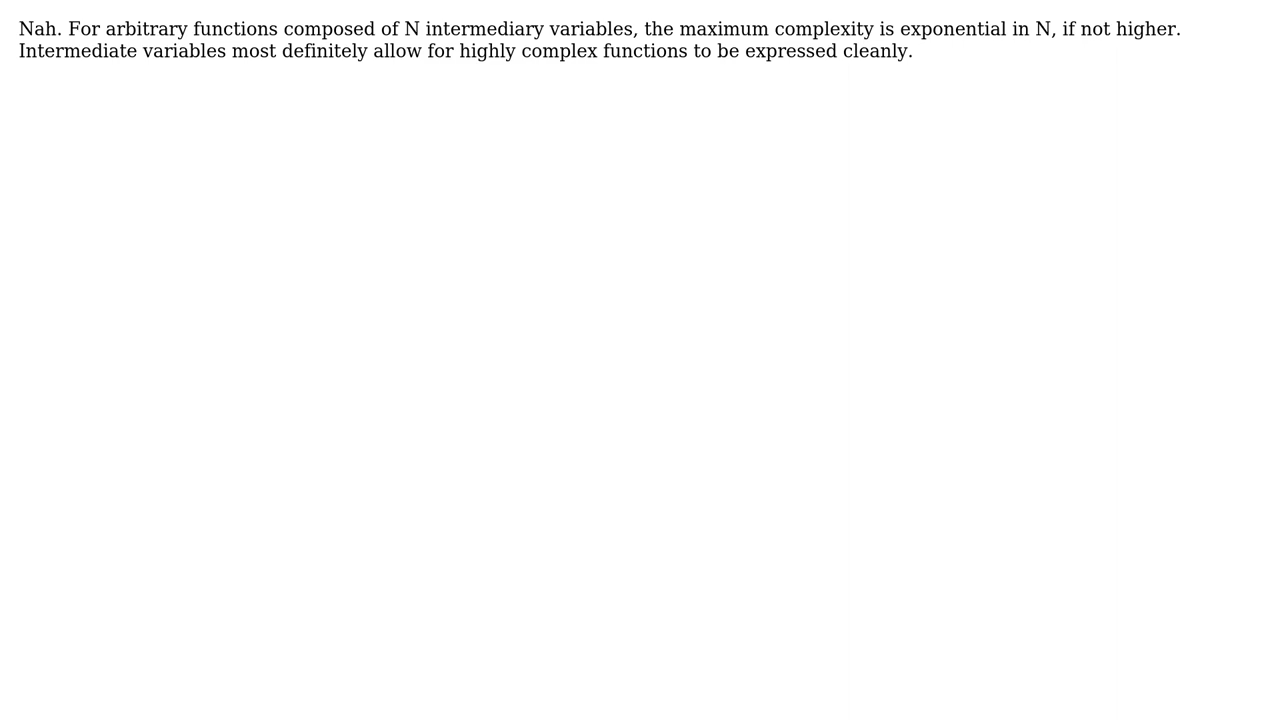 Nah. For arbitrary functions composed of N intermediary variables, the maximum complexity is exponential in N, if not higher.
Intermediate variables most definitely allow for highly complex functions to be expressed cleanly.